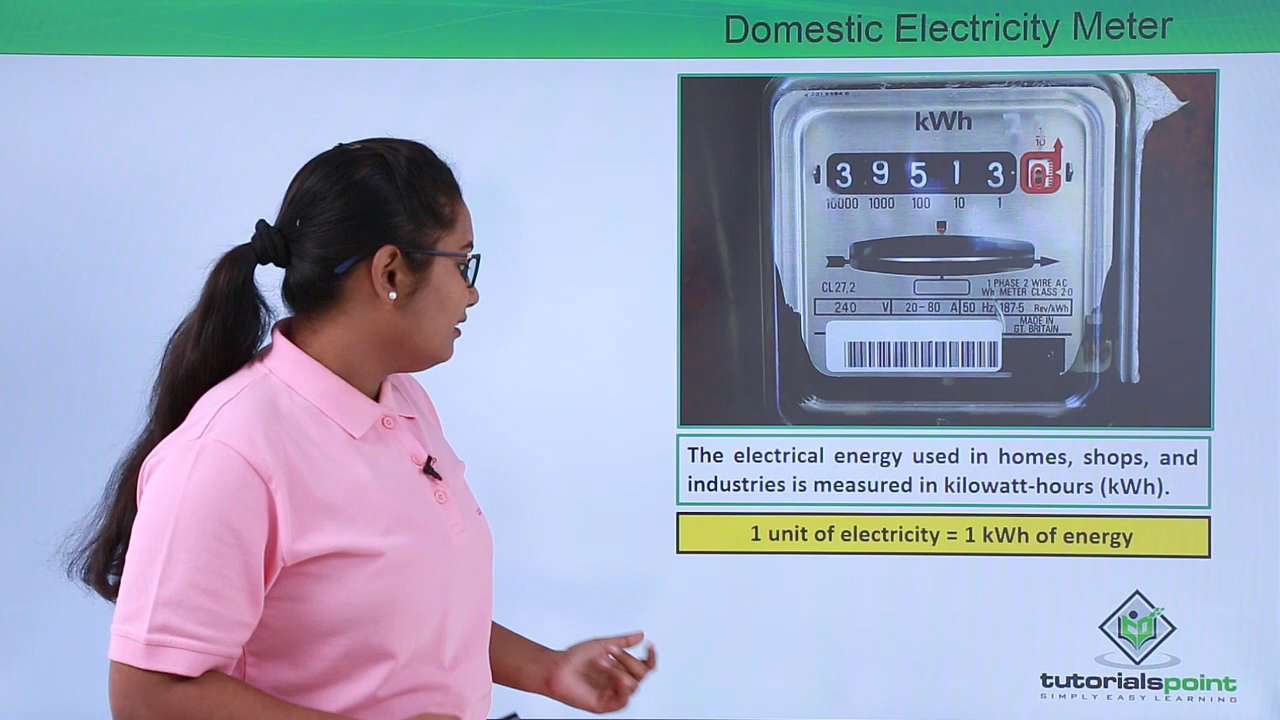 Domestic Electricity Meter
kWh
1
10
3 9 5 1 3
10000 1000 100 10 1
CL27,2
1 PHASE 2 WIRE AC
Wh METER CLASS 2·0
240 V 20-80 A 50 Hz 187·5 Rev/kWh
MADE IN
GT. BRITAIN
The electrical energy used in homes, shops, and
industries is measured in kilowatt-hours (kWh).
1 unit of electricity = 1 kWh of energy
tutorialspoint
SIMPLY EASY LEARNING